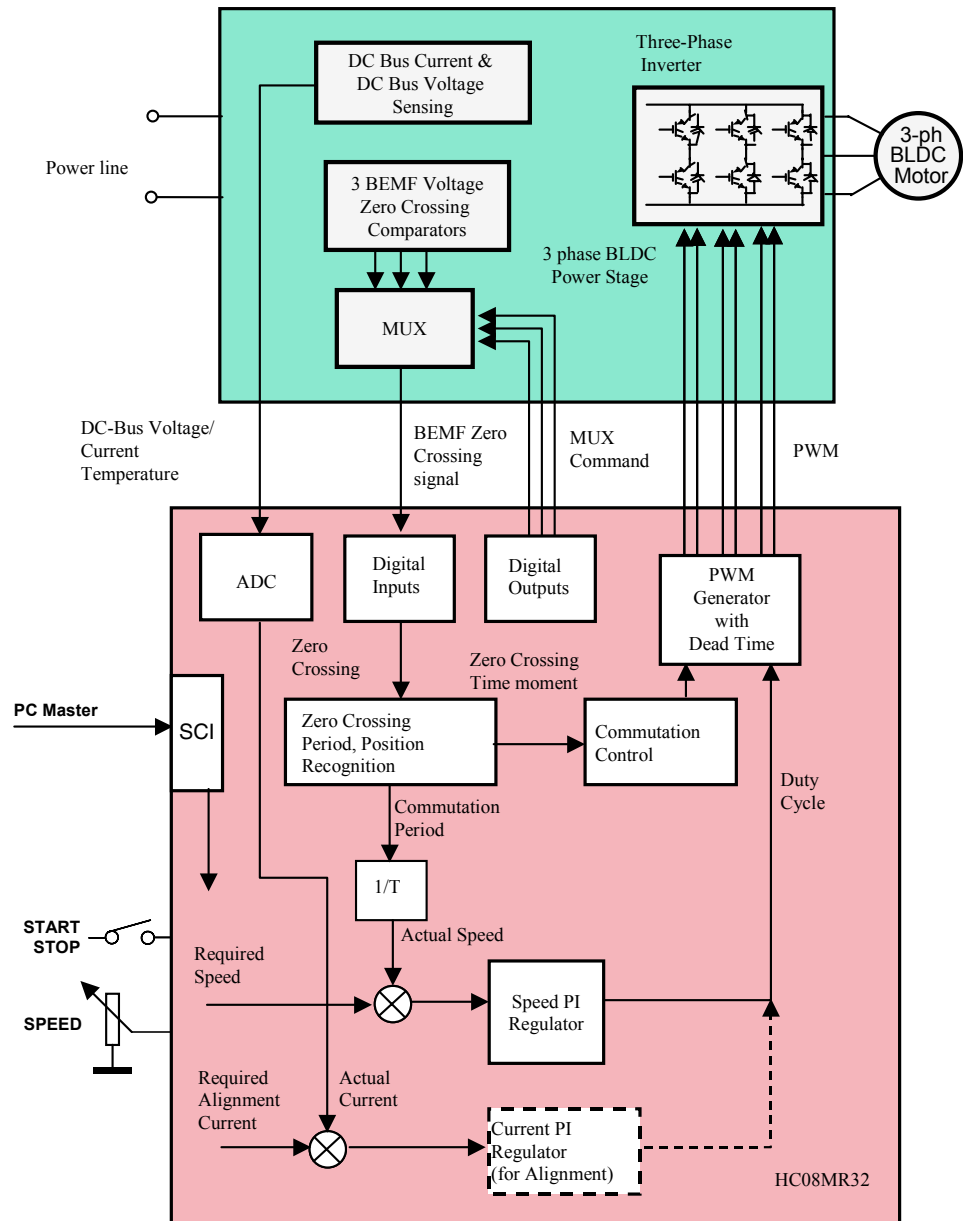 Three-Phase
Inverter
DC Bus Current &
DC Bus Voltage
Sensing
3-ph
BLDC
Motor
Power line
3 BEMF Voltage
Zero Crossing
Comparators
3 phase BLDC
Power Stage
MUX
DC-Bus Voltage/
Current
Temperature
BEMF Zero
Crossing
signal
MUX
Command
PWM
ADC
Digital
Inputs
Digital
Outputs
PWM
Generator
with
Dead Time
Zero
Crossing
Zero Crossing
Time moment
PC Master
SCI
Zero Crossing
Period, Position
Recognition
Commutation
Control
Duty
Cycle
Commutation
Period
1/T
START
STOP
Actual Speed
Required
Speed
Speed PI
Regulator
SPEED
Required
Alignment
Current
Actual
Current
Current PI
Regulator
(for Alignment)
HC08MR32